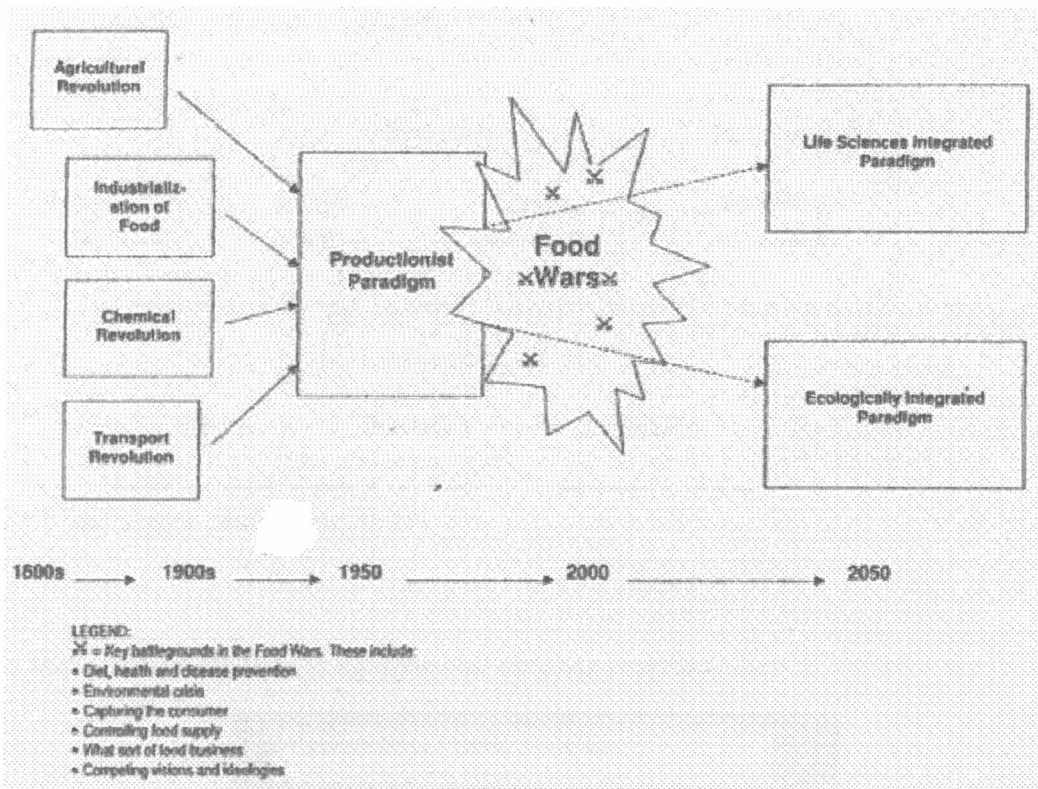 Agricultural
Revolution
Industrializ-
ation of
Food
Chemical
Revolution
Transport
Revolution
Productionist
Paradigm
Food
Wars
Life Sciences Integrated
Paradigm
Ecologically Integrated
Paradigm
1800s
1900s
1950
2000
2050
LEGEND:
= Key battlegrounds in the Food Wars. These include:
• Diet, health and disease prevention
• Environmental crisis
• Capturing the consumer
• Controlling food supply
• What sort of food business
• Competing visions and ideologies